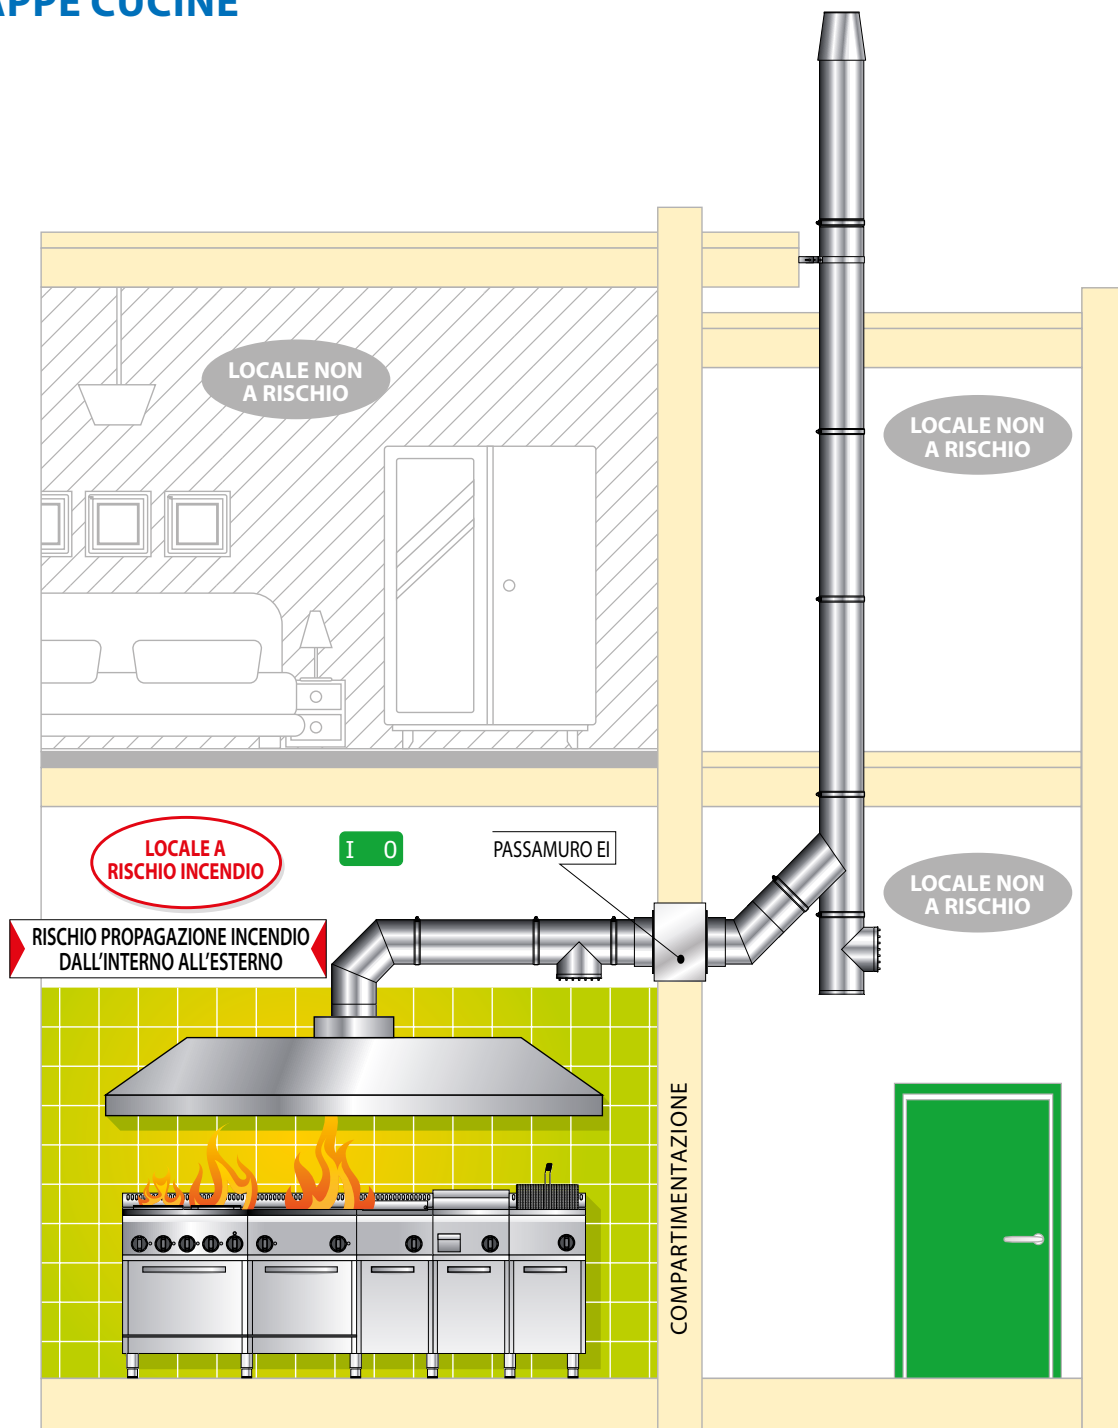 APPE CUCINE
LOCALE NON
A RISCHIO
LOCALE NON
A RISCHIO
LOCALE A
RISCHIO INCENDIO
I O
PASSAMURO EI
LOCALE NON
A RISCHIO
RISCHIO PROPAGAZIONE INCENDIO
DALL'INTERNO ALL'ESTERNO
COMPARTIMENTAZIONE